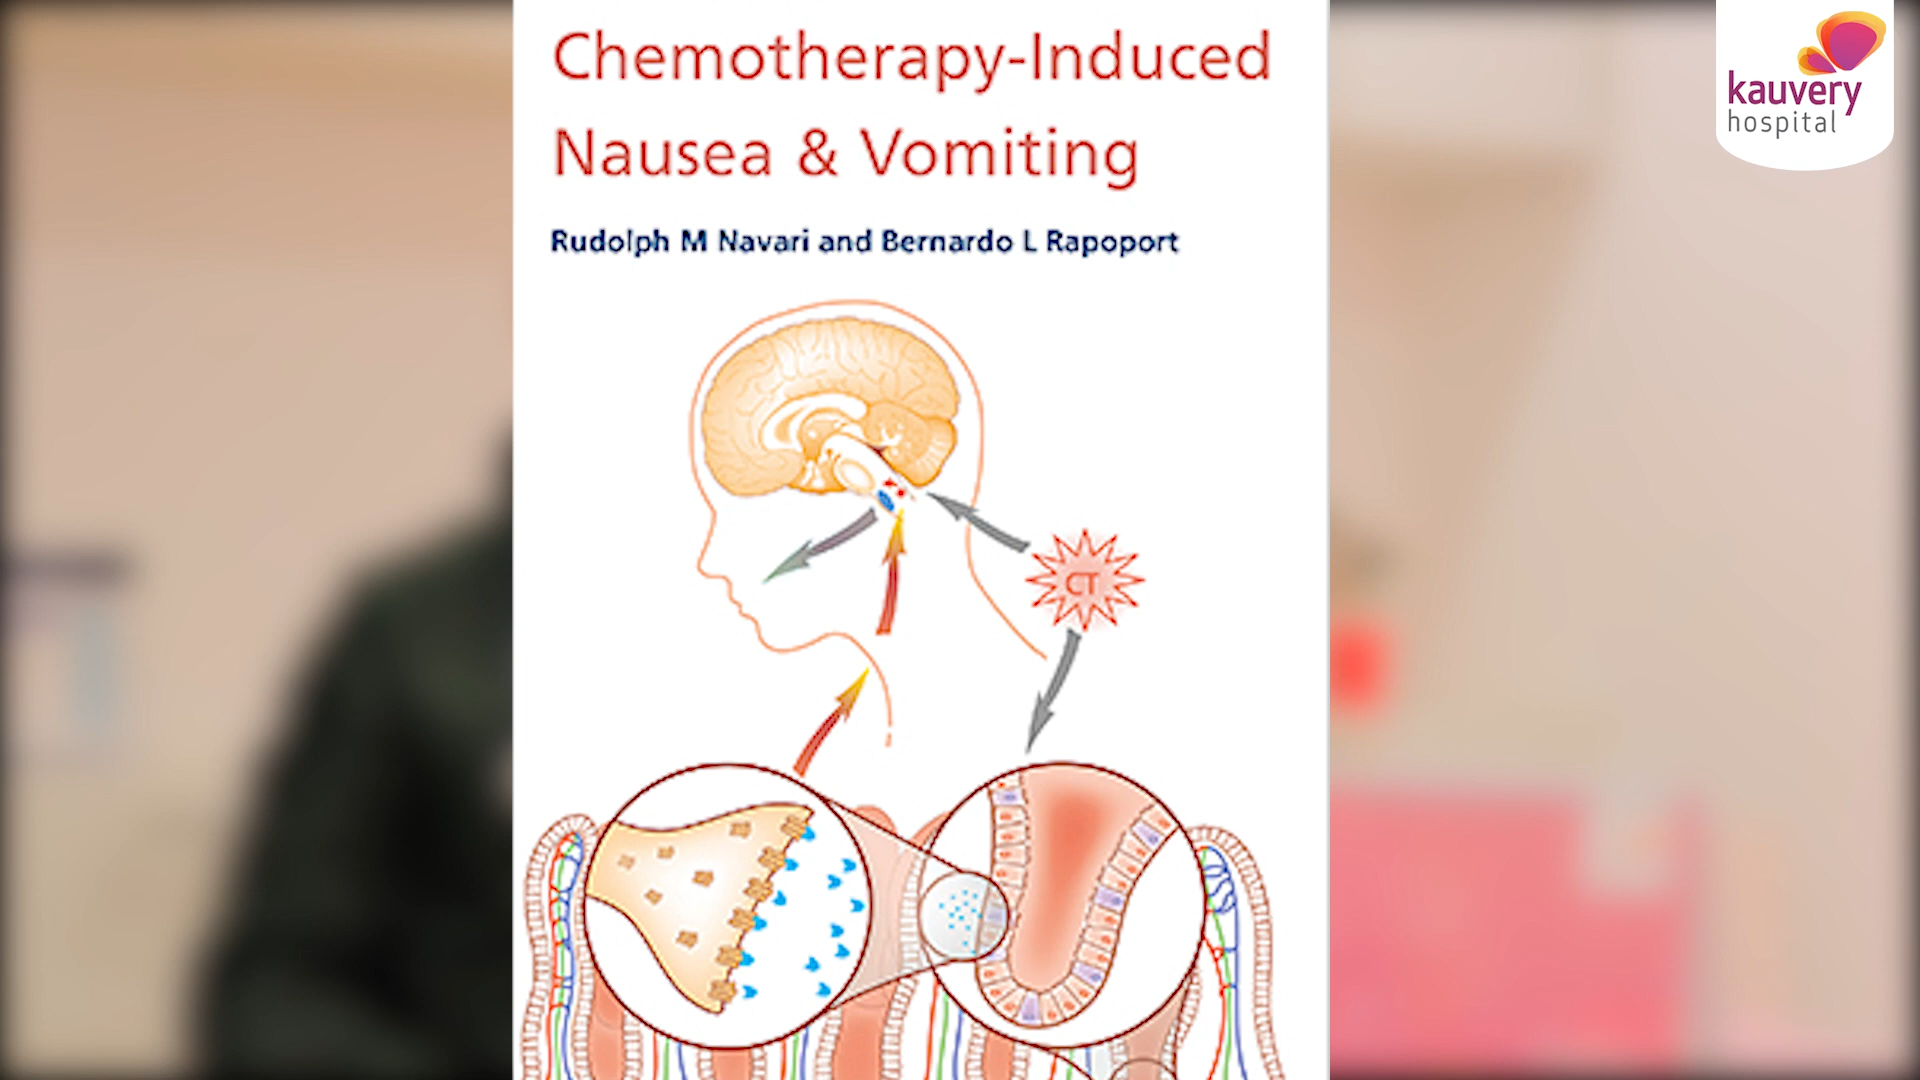 Chemotherapy-Induced
Nausea & Vomiting
Rudolph M Navari and Bernardo L Rapoport
CT
kauvery
hospital